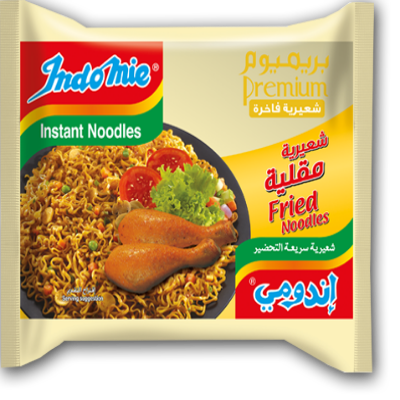 Indomie®
Instant Noodles
بريميوم
Premium
شعيرية فاخرة
شعيرية
مقلية
Fried
Noodles
شعيرية سريعة التحضير
إندومي®